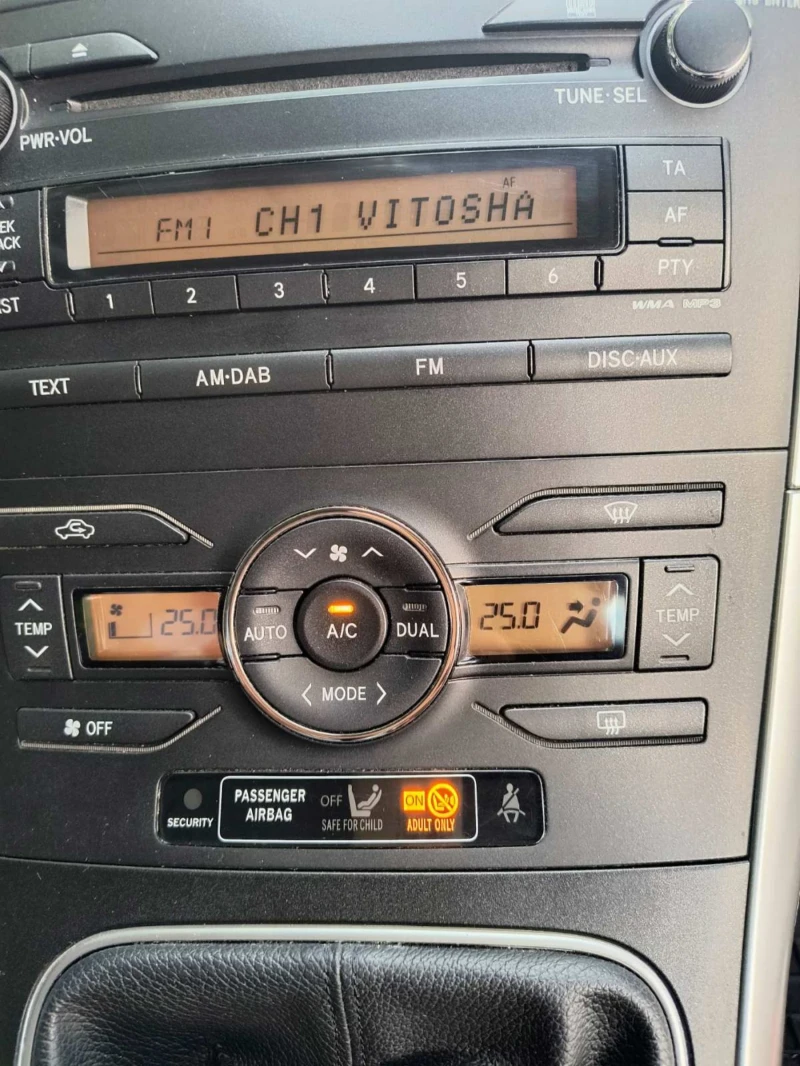 TUNE·SEL
PWR·VOL
AF
FM1 CH1 VITOSHA
TA
AF
PTY
1 2 3 4 5 6
WMA MP3
TEXT AM·DAB FM DISC·AUX
25.0
25.0
TEMP
TEMP
AUTO A/C DUAL
MODE
OFF
SECURITY
PASSENGER
AIRBAG
OFF
SAFE FOR CHILD
ON
ADULT ONLY